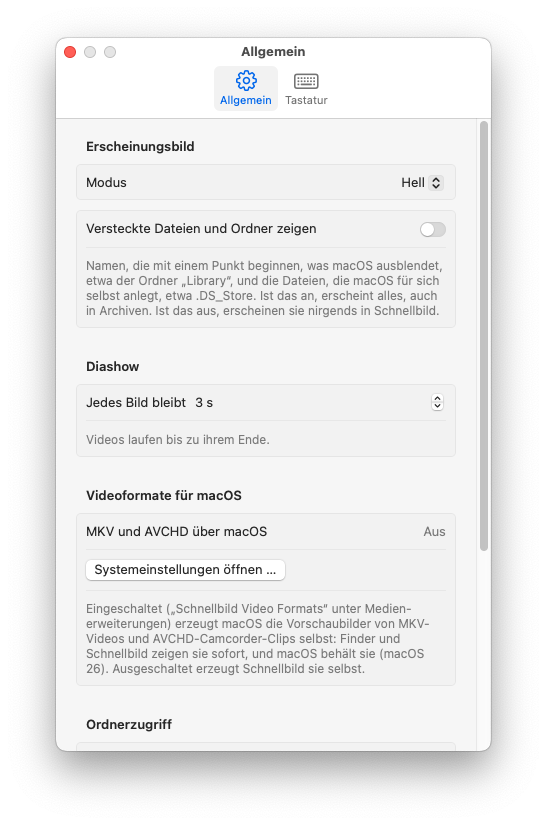 Allgemein
Allgemein
Tastatur
Erscheinungsbild
Modus
Hell
Versteckte Dateien und Ordner zeigen
Namen, die mit einem Punkt beginnen, was macOS ausblendet,
etwa der Ordner „Library“, und die Dateien, die macOS für sich
selbst anlegt, etwa .DS_Store. Ist das an, erscheint alles, auch
in Archiven. Ist das aus, erscheinen sie nirgends in Schnellbild.
Diashow
Jedes Bild bleibt 3 s
Videos laufen bis zu ihrem Ende.
Videoformate für macOS
MKV und AVCHD über macOS
Aus
Systemeinstellungen öffnen ...
Eingeschaltet („Schnellbild Video Formats“ unter Medien-
erweiterungen) erzeugt macOS die Vorschaubilder von MKV-
Videos und AVCHD-Camcorder-Clips selbst: Finder und
Schnellbild zeigen sie sofort, und macOS behält sie (macOS
26). Ausgeschaltet erzeugt Schnellbild sie selbst.
Ordnerzugriff